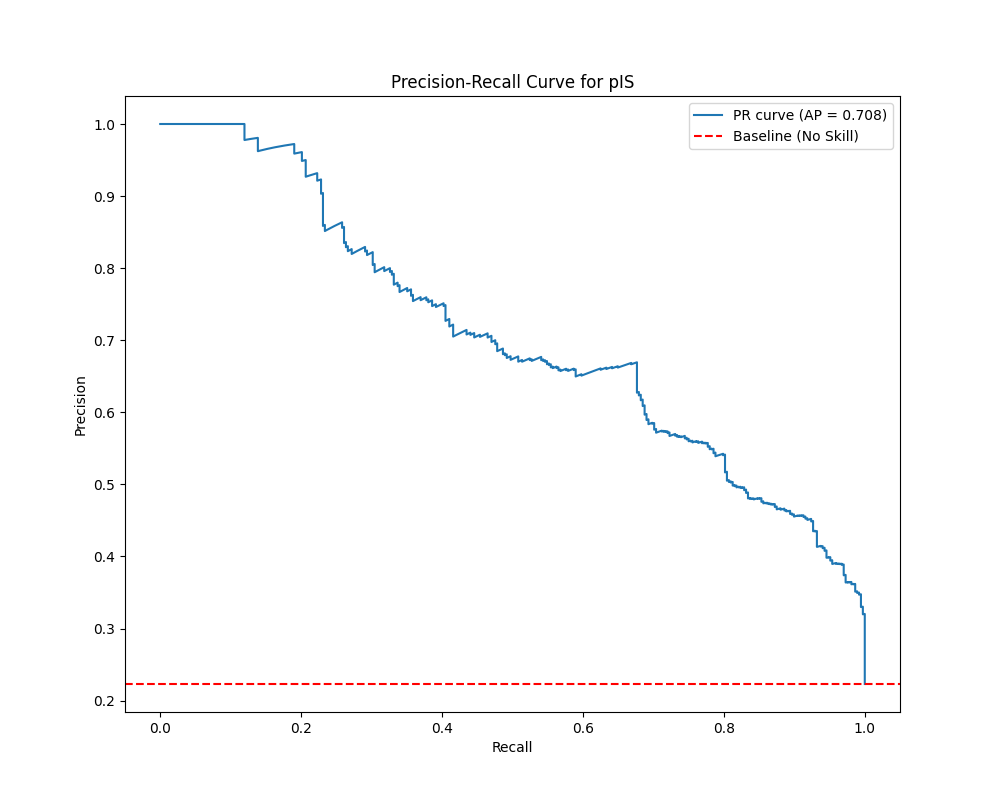 Precision-Recall Curve for pIS
PR curve (AP = 0.708)
Baseline (No Skill)
1.0
0.9
0.8
0.7
0.6
0.5
0.4
0.3
0.2
Precision
0.0 0.2 0.4 0.6 0.8 1.0
Recall